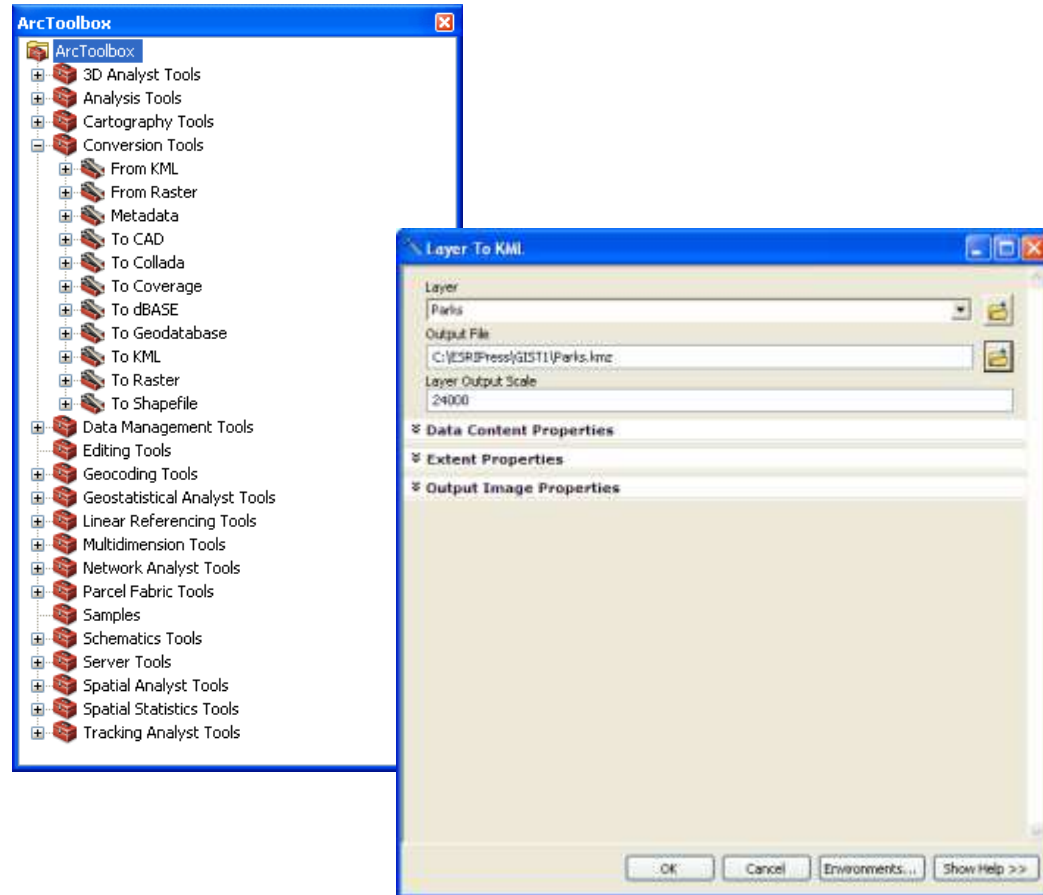 ArcToolbox
ArcToolbox
3D Analyst Tools
Analysis Tools
Cartography Tools
Conversion Tools
From KML
From Raster
Metadata
To CAD
To Collada
To Coverage
To dBASE
To Geodatabase
To KML
To Raster
To Shapefile
Data Management Tools
Editing Tools
Geocoding Tools
Geostatistical Analyst Tools
Linear Referencing Tools
Multidimension Tools
Network Analyst Tools
Parcel Fabric Tools
Samples
Schematics Tools
Server Tools
Spatial Analyst Tools
Spatial Statistics Tools
Tracking Analyst Tools
Layer To KML
Layer
Parks
Output File
C:\ESRIPress\GIST1\Parks.kmz
Layer Output Scale
24000
Data Content Properties
Extent Properties
Output Image Properties
OK
Cancel
Environments...
Show Help >>